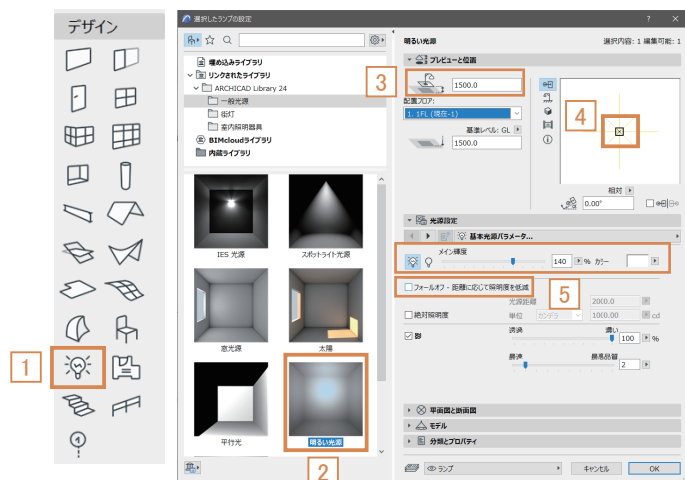 デザイン
1
選択したランプの設定
? ×
埋め込みライブラリ
リンクされたライブラリ
ARCHICAD Library 24
一般光源
街灯
室内照明器具
BIMcloudライブラリ
内蔵ライブラリ
IES 光源
スポットライト光源
窓光源
太陽
平行光
明るい光源
2
明るい光源
選択内容: 1 編集可能: 1
プレビューと位置
3
1500.0
配置フロア:
1. 1FL (現在-1)
基準レベル: GL
1500.0
4
相対
0.00°
光源設定
基本光源パラメータ...
メイン輝度
140
% カラー
フォールオフ - 距離に応じて照明度を低減
5
光源距離
2000.0
絶対照明度
単位
カンデラ
1000.00
cd
影
透過
濃い
100
%
最速
最高品質
2
平面図と断面図
モデル
分類とプロパティ
ランプ
キャンセル
OK